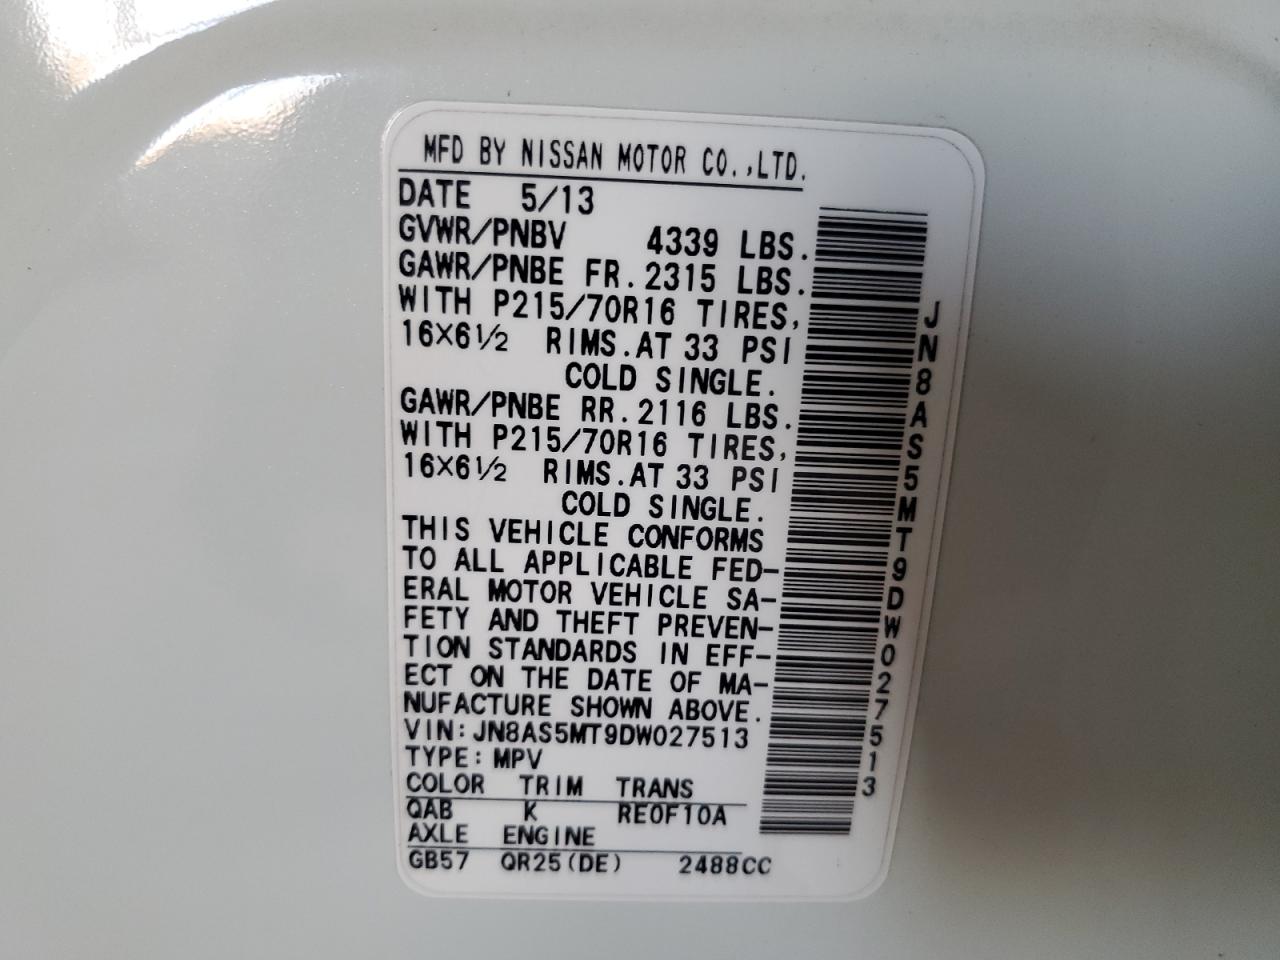 MFD BY NISSAN MOTOR CO.,LTD.
DATE 5/13
GVWR/PNBV 4339 LBS.
GAWR/PNBE FR.2315 LBS.
WITH P215/70R16 TIRES,
16×6½ RIMS.AT 33 PSI
COLD SINGLE.
GAWR/PNBE RR.2116 LBS.
WITH P215/70R16 TIRES,
16×6½ RIMS.AT 33 PSI
COLD SINGLE.
THIS VEHICLE CONFORMS
TO ALL APPLICABLE FED-
ERAL MOTOR VEHICLE SA-
FETY AND THEFT PREVEN-
TION STANDARDS IN EFF-
ECT ON THE DATE OF MA-
NUFACTURE SHOWN ABOVE.
VIN:JN8AS5MT9DW027513
TYPE:MPV
COLOR TRIM TRANS
QAB K RE0F10A
AXLE ENGINE
GB57 QR25(DE) 2488CC
JN8AS5MT9DW027513